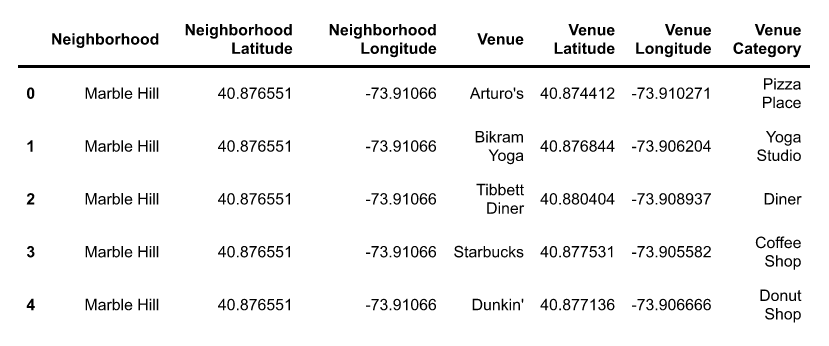 Neighborhood Neighborhood Latitude Neighborhood Longitude Venue Venue Latitude Venue Longitude Venue Category
0 Marble Hill 40.876551 -73.91066 Arturo's 40.874412 -73.910271 Pizza Place
1 Marble Hill 40.876551 -73.91066 Bikram Yoga 40.876844 -73.906204 Yoga Studio
2 Marble Hill 40.876551 -73.91066 Tibbett Diner 40.880404 -73.908937 Diner
3 Marble Hill 40.876551 -73.91066 Starbucks 40.877531 -73.905582 Coffee Shop
4 Marble Hill 40.876551 -73.91066 Dunkin' 40.877136 -73.906666 Donut Shop